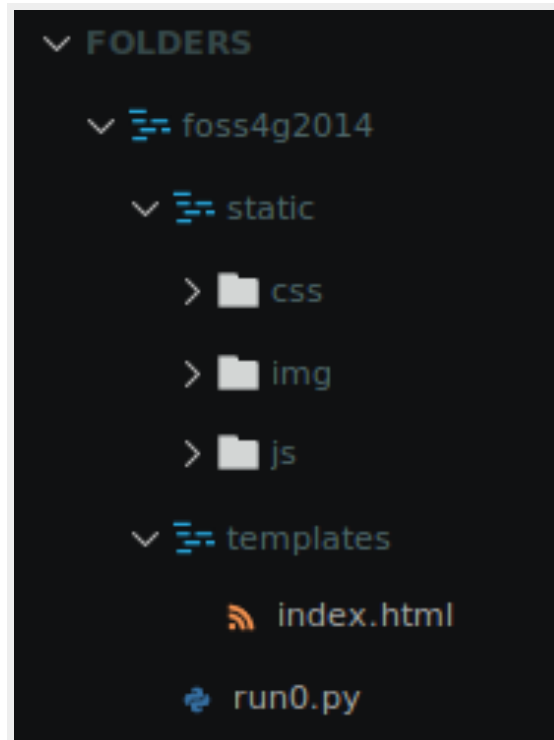 FOLDERS
foss4g2014
static
css
img
js
templates
index.html
run0.py